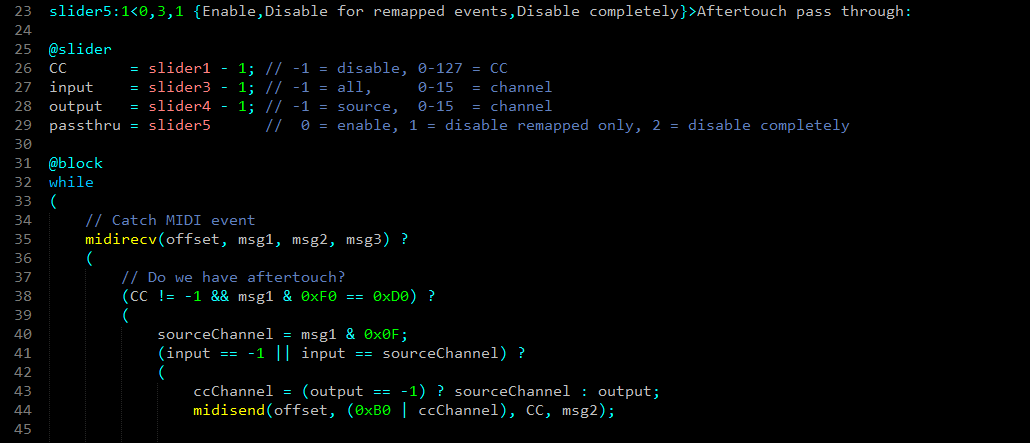 23 slider5:1<0,3,1 {Enable,Disable for remapped events,Disable completely}>Aftertouch pass through:
24
25 @slider
26 CC       = slider1 - 1; // -1 = disable, 0-127 = CC
27 input    = slider3 - 1; // -1 = all,     0-15  = channel
28 output   = slider4 - 1; // -1 = source,  0-15  = channel
29 passthru = slider5      //  0 = enable, 1 = disable remapped only, 2 = disable completely
30
31 @block
32 while
33 (
34     // Catch MIDI event
35     midirecv(offset, msg1, msg2, msg3) ?
36     (
37         // Do we have aftertouch?
38         (CC != -1 && msg1 & 0xF0 == 0xD0) ?
39         (
40             sourceChannel = msg1 & 0x0F;
41             (input == -1 || input == sourceChannel) ?
42             (
43                 ccChannel = (output == -1) ? sourceChannel : output;
44                 midisend(offset, (0xB0 | ccChannel), CC, msg2);
45